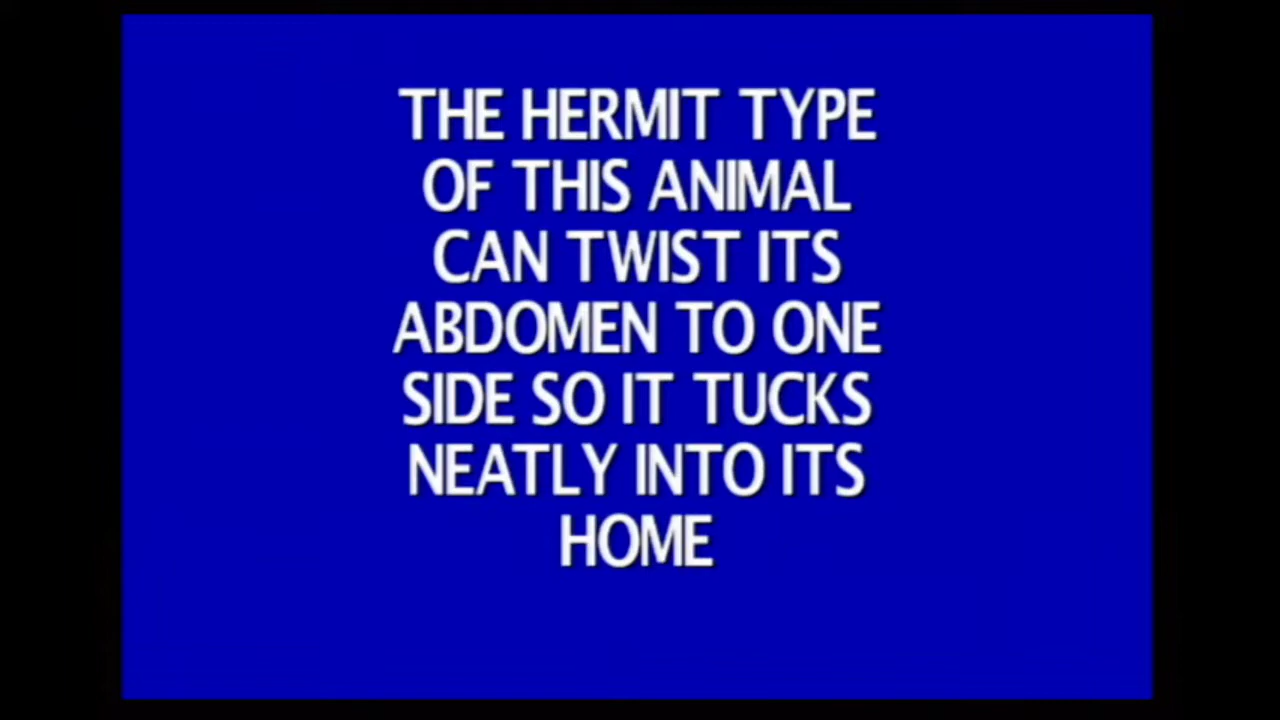 THE HERMIT TYPE
OF THIS ANIMAL
CAN TWIST ITS
ABDOMEN TO ONE
SIDE SO IT TUCKS
NEATLY INTO ITS
HOME